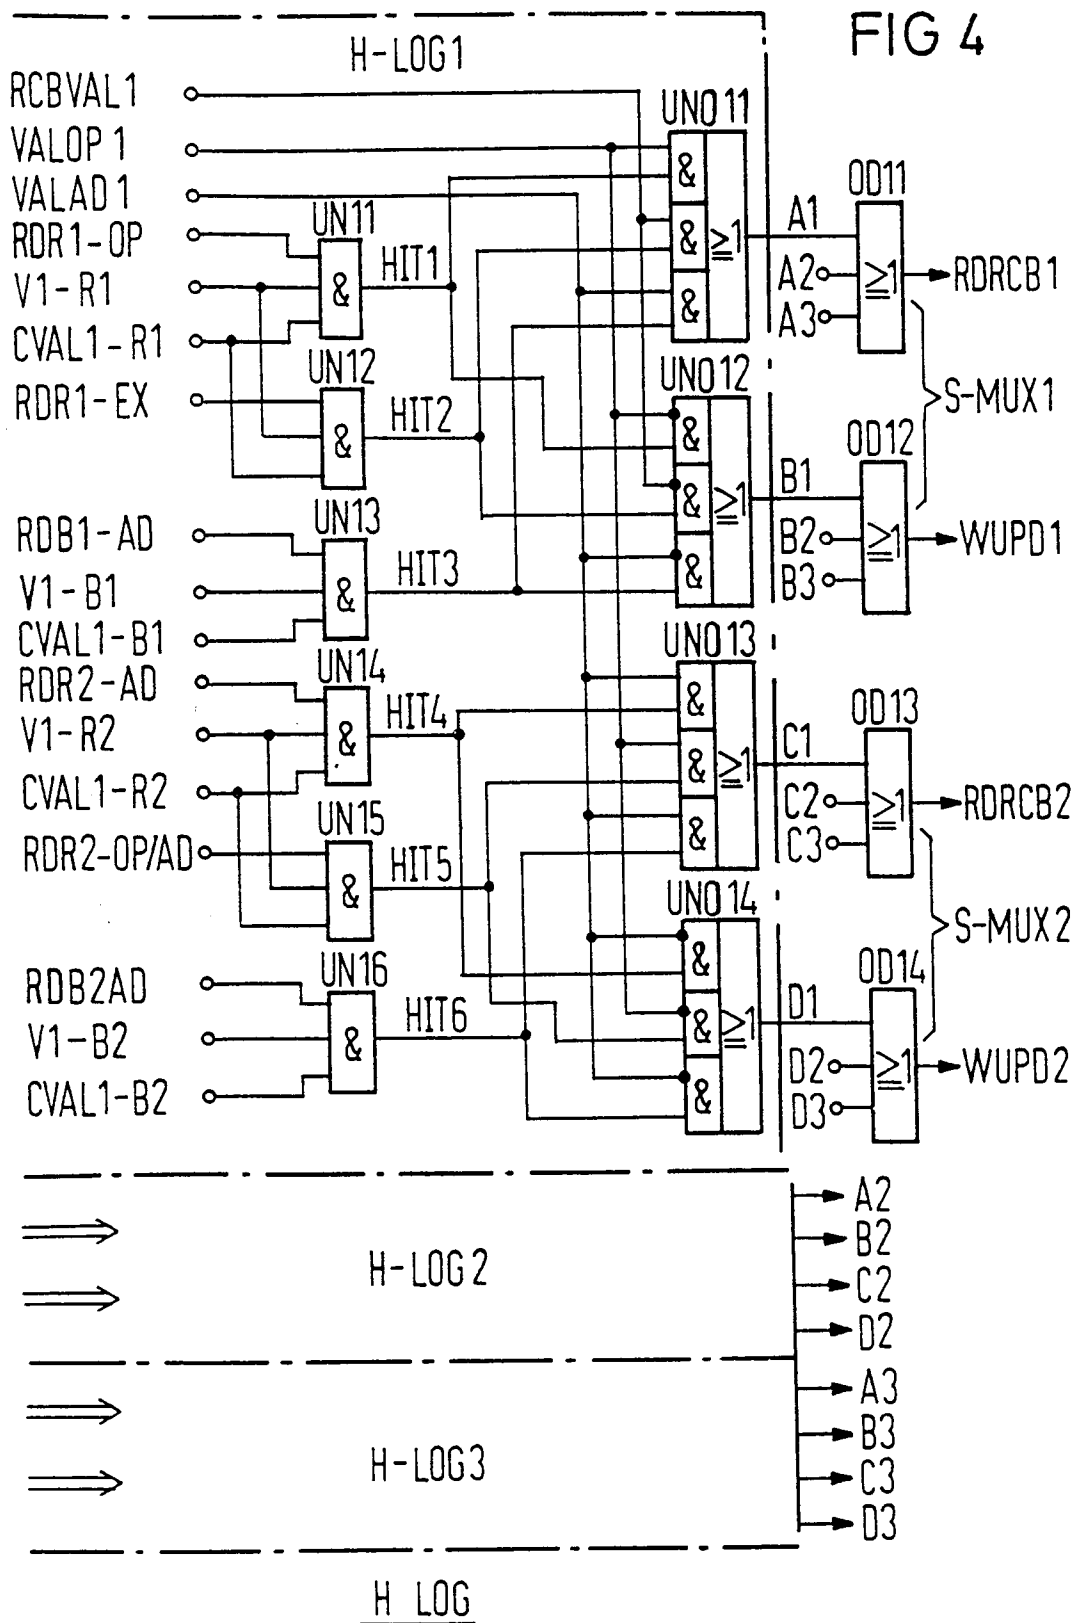 FIG 4
H-LOG1
RCBVAL1
VALOP1
VALAD1
RDR1-OP
V1-R1
CVAL1-R1
RDR1-EX
RDB1-AD
V1-B1
CVAL1-B1
RDR2-AD
V1-R2
CVAL1-R2
RDR2-OP/AD
RDB2AD
V1-B2
CVAL1-B2
UN11
&
HIT1
UN12
&
HIT2
UN13
&
HIT3
UN14
&
HIT4
UN15
&
HIT5
UN16
&
HIT6
UNO11
&
&
&
≥1
UNO12
&
&
&
≥1
UNO13
&
&
&
≥1
UNO14
&
&
&
≥1
A1
A2
A3
OD11
≥1
RDRCB1
S-MUX1
B1
B2
B3
OD12
≥1
WUPD1
C1
C2
C3
OD13
≥1
RDRCB2
S-MUX2
D1
D2
D3
OD14
≥1
WUPD2
H-LOG2
A2
B2
C2
D2
H-LOG3
A3
B3
C3
D3
H LOG